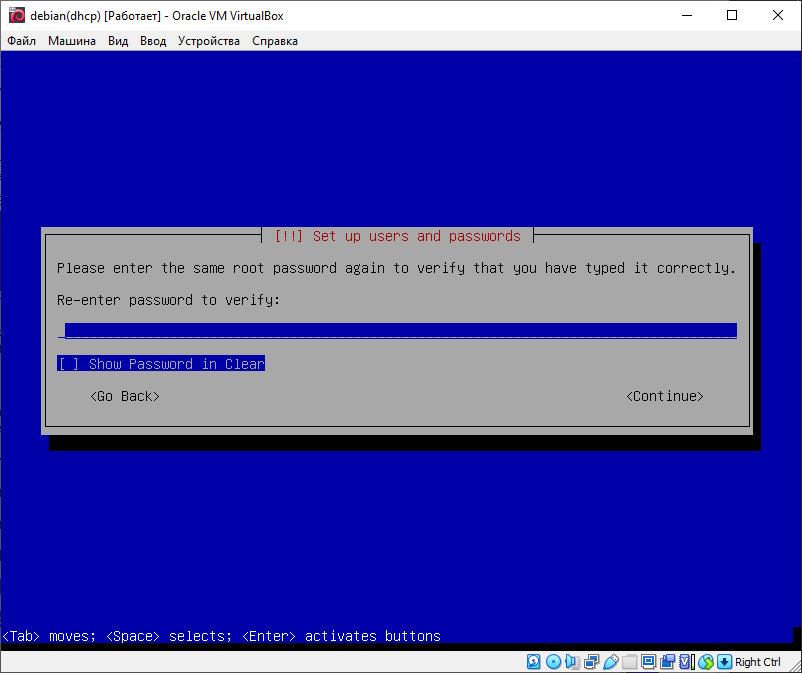 debian(dhcp) [Работает] - Oracle VM VirtualBox
Файл Машина Вид Ввод Устройства Справка
[!!] Set up users and passwords
Please enter the same root password again to verify that you have typed it correctly.
Re-enter password to verify:
[ ] Show Password in Clear
<Go Back> <Continue>
<Tab> moves; <Space> selects; <Enter> activates buttons
Right Ctrl